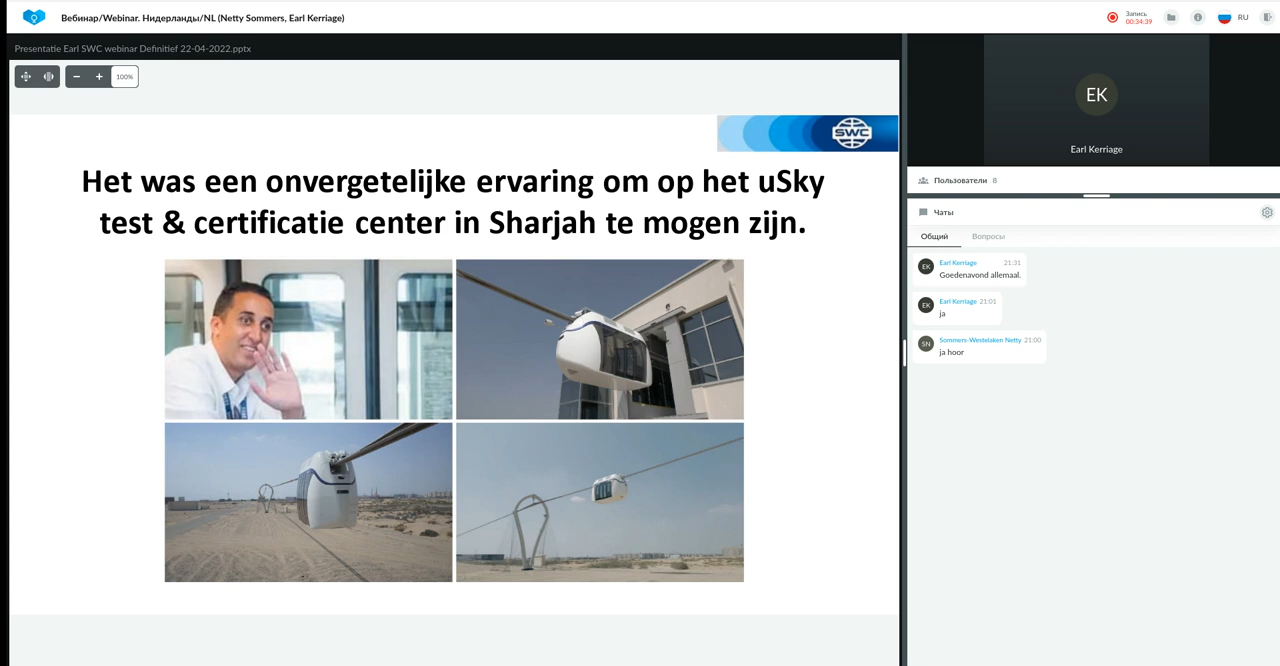 Вебинар/Webinar. Нидерланды/NL (Netty Sommers, Earl Kerriage)
Запись
00:34:39
RU
Presentatie Earl SWC webinar Definitief 22-04-2022.pptx
100%
SWC
Het was een onvergetelijke ervaring om op het uSky
test & certificatie center in Sharjah te mogen zijn.
EK
Earl Kerriage
Пользователи 8
Чаты
Общий Вопросы
EK Earl Kerriage 21:31
Goedenavond allemaal.
EK Earl Kerriage 21:01
ja
SN Sommers-Westelaken Netty 21:00
ja hoor